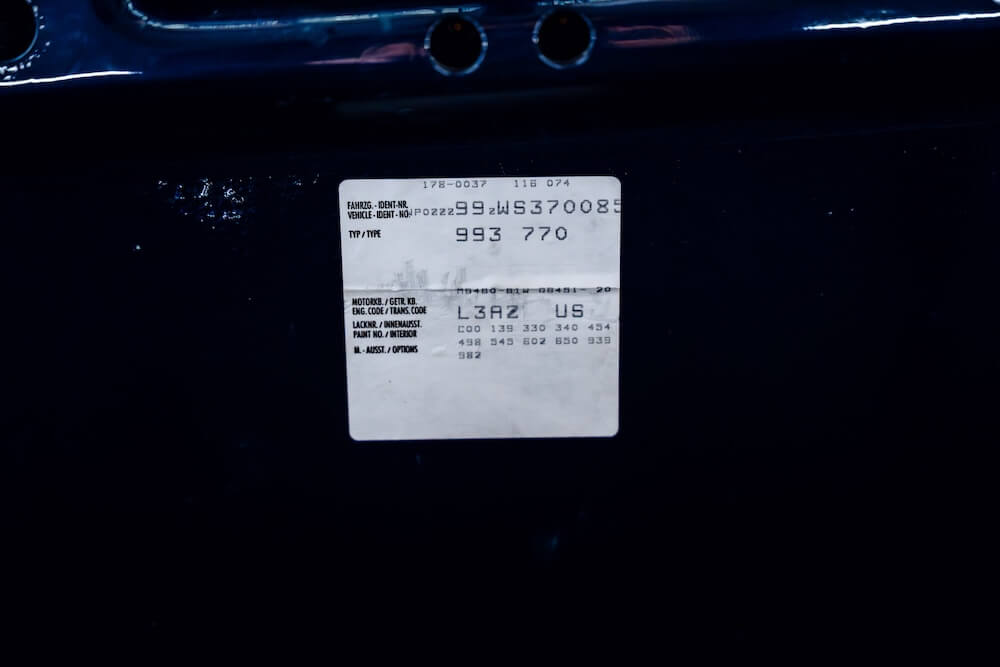 178-0037 116 074
FAHRZG. - IDENT-NR.
VEHICLE - IDENT - NO. WP0ZZZ99ZWS370085
TYP / TYPE 993 770
MOTORKB. / GETR. KB.
ENG. CODE / TRANS. CODE L3AZ US
LACKNR. / INNENAUSST. C00 139 330 340 454
PAINT NO. / INTERIOR
498 545 602 650 939
M. - AUSST. / OPTIONS
982